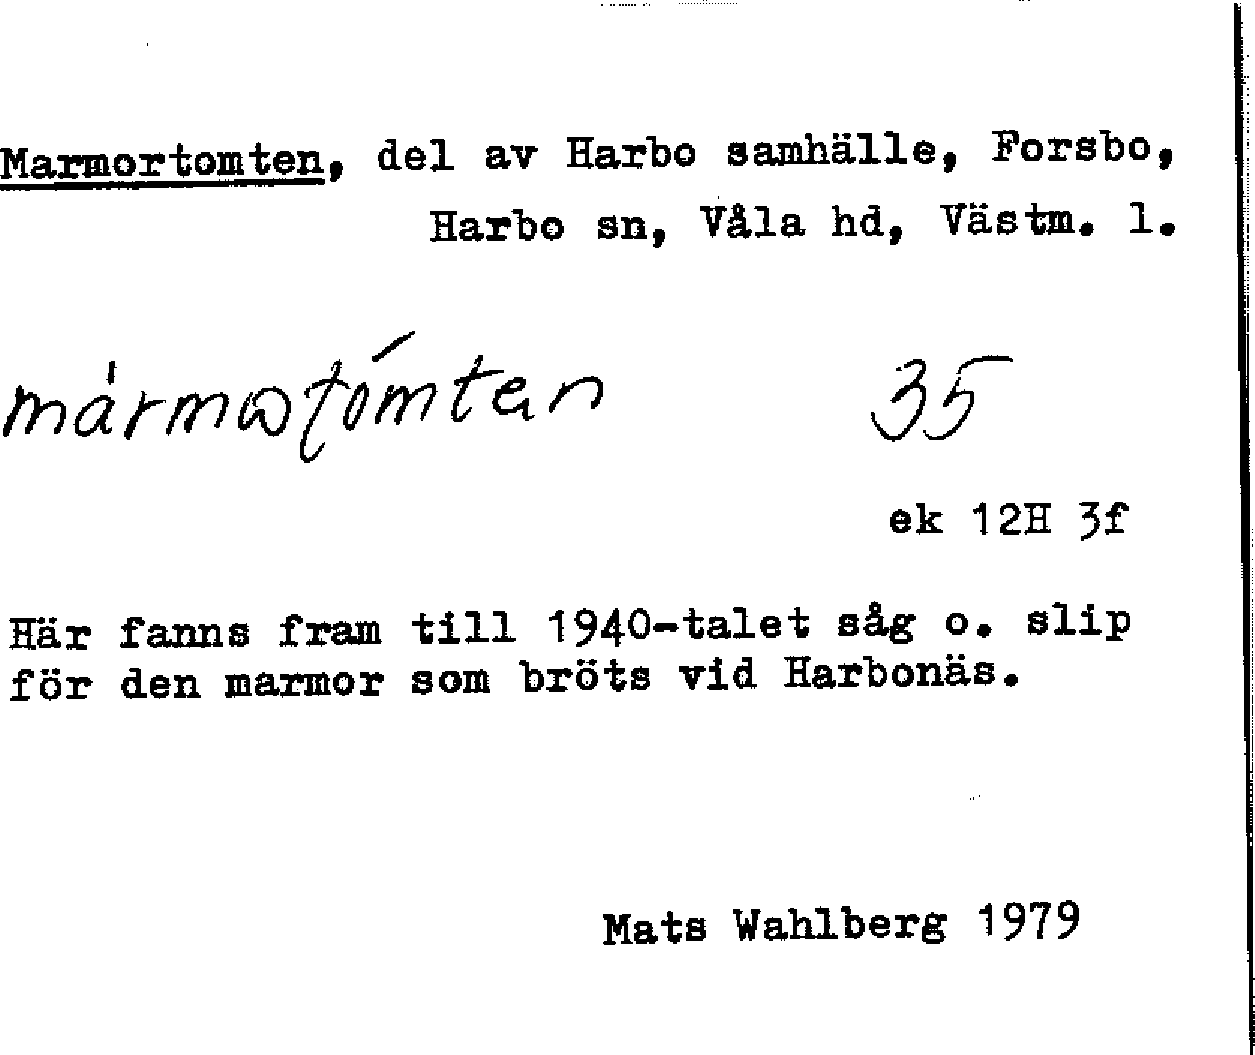 Marmortomten, del av Harbo samhälle, Forsbo,
Harbo sn, Våla hd, Västm. l.
35
ek 12H 3f
Här fanns fram till 1940-talet såg o. slip
för den marmor som bröts vid Harbonäs.
Mats Wahlberg 1979